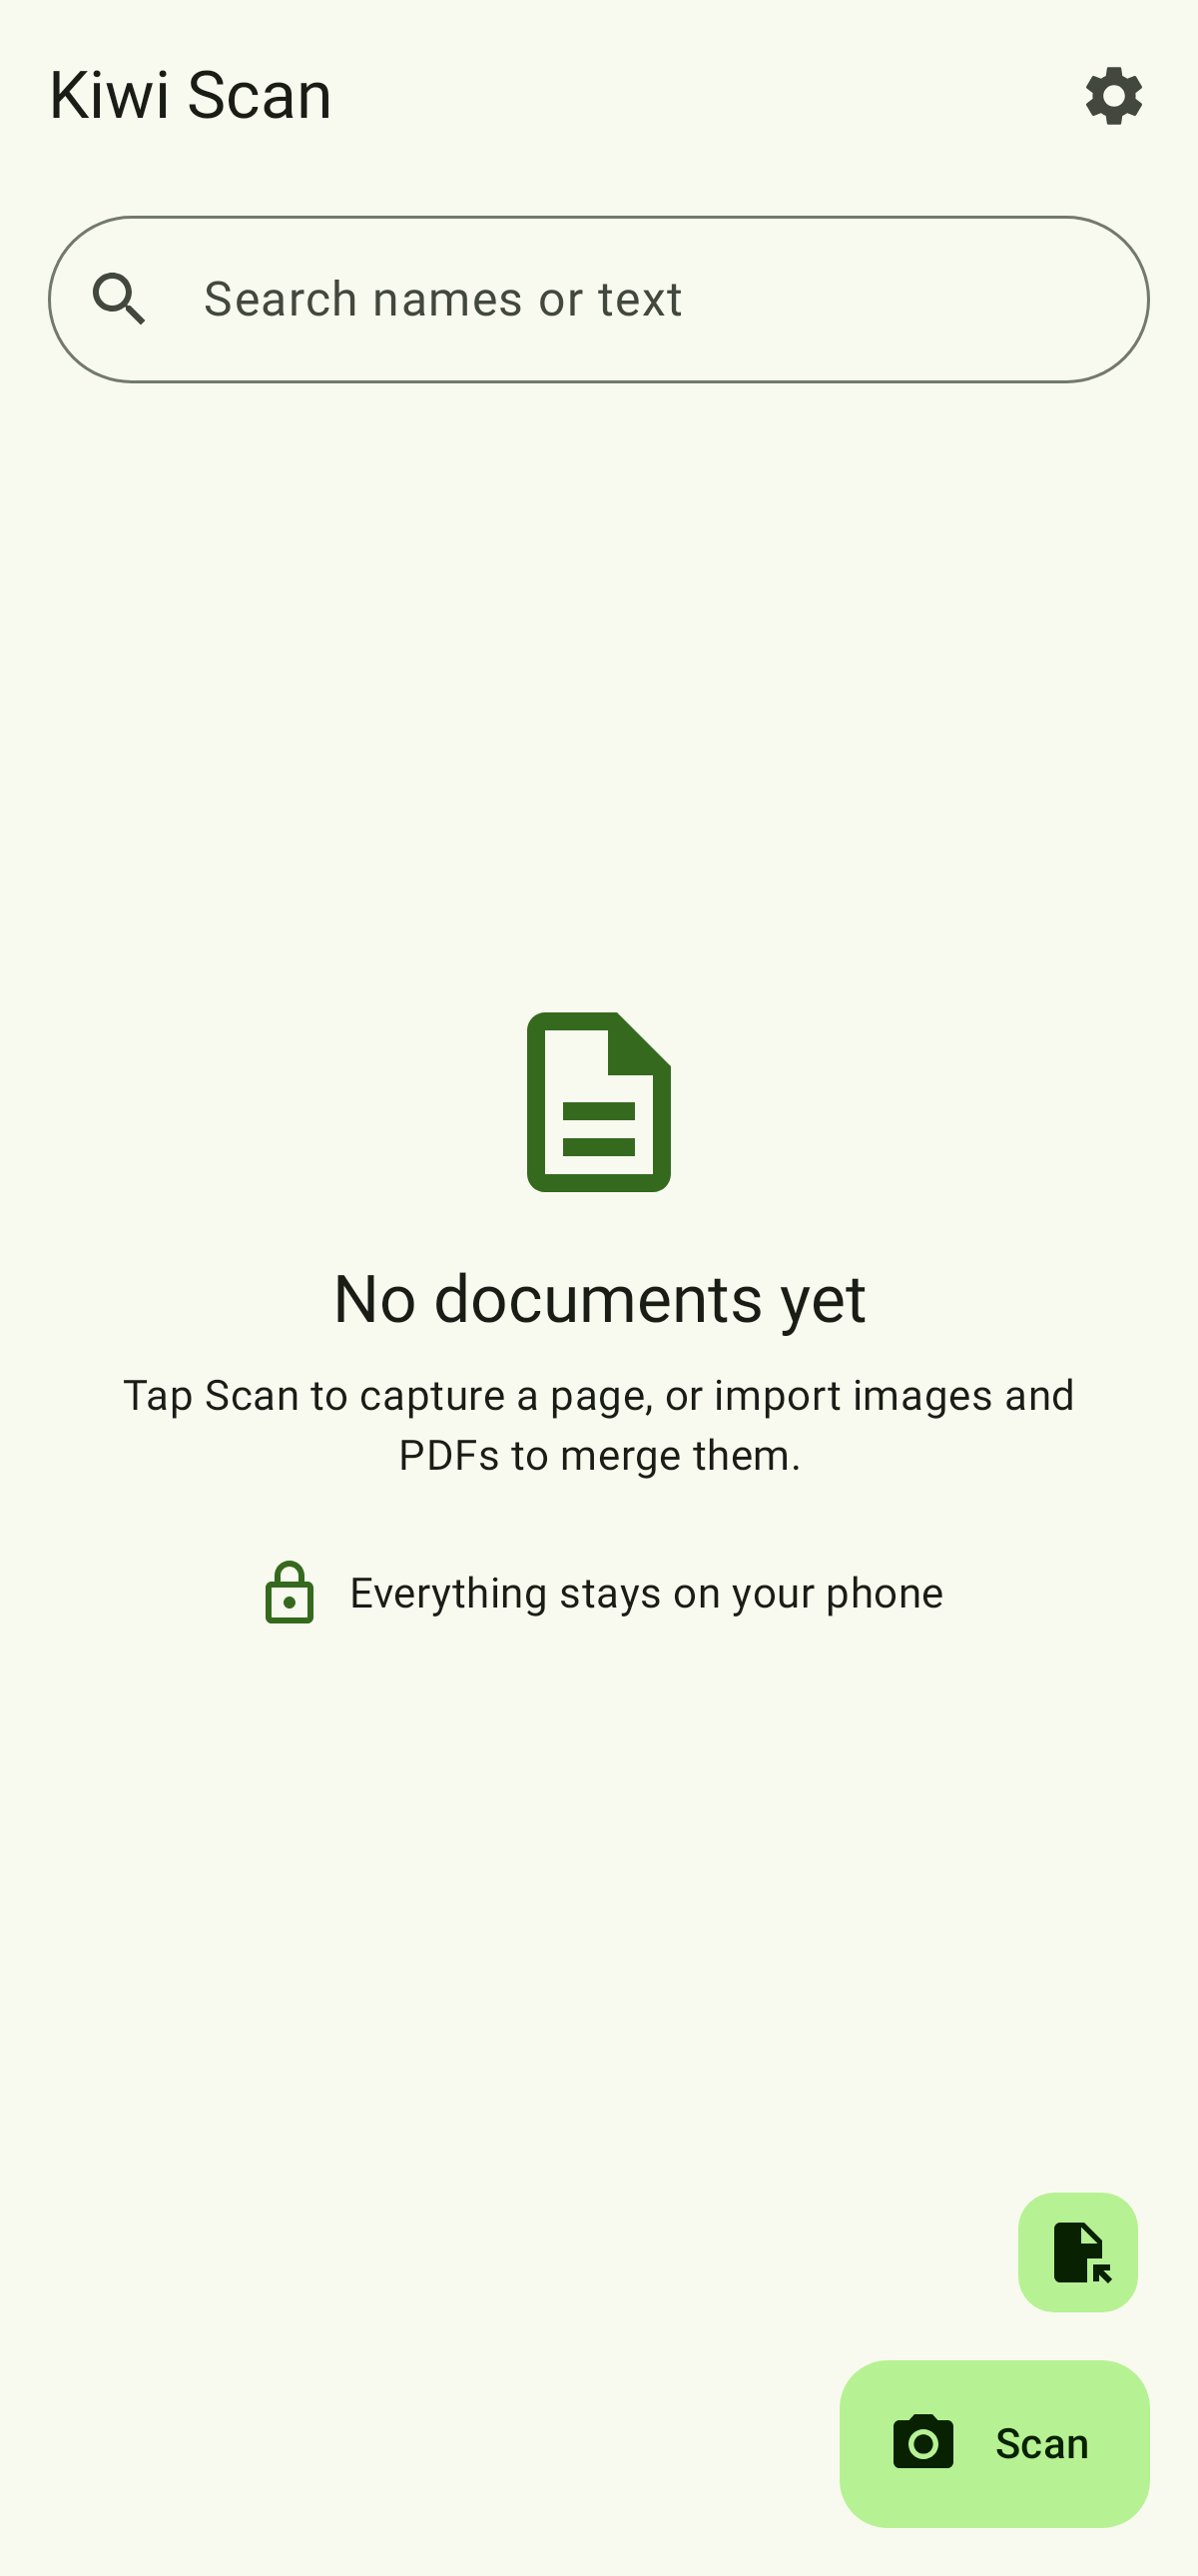 Kiwi Scan
Search names or text
No documents yet
Tap Scan to capture a page, or import images and
PDFs to merge them.
Everything stays on your phone
Scan